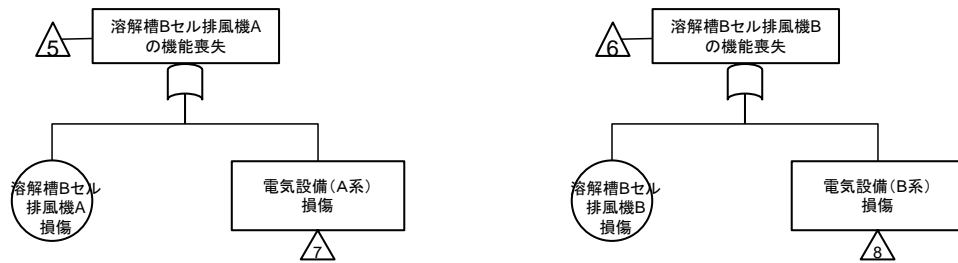 5
溶解槽Bセル排風機A
の機能喪失
溶解槽Bセル
排風機A
損傷
電気設備(A系)
損傷
7
6
溶解槽Bセル排風機B
の機能喪失
溶解槽Bセル
排風機B
損傷
電気設備(B系)
損傷
8